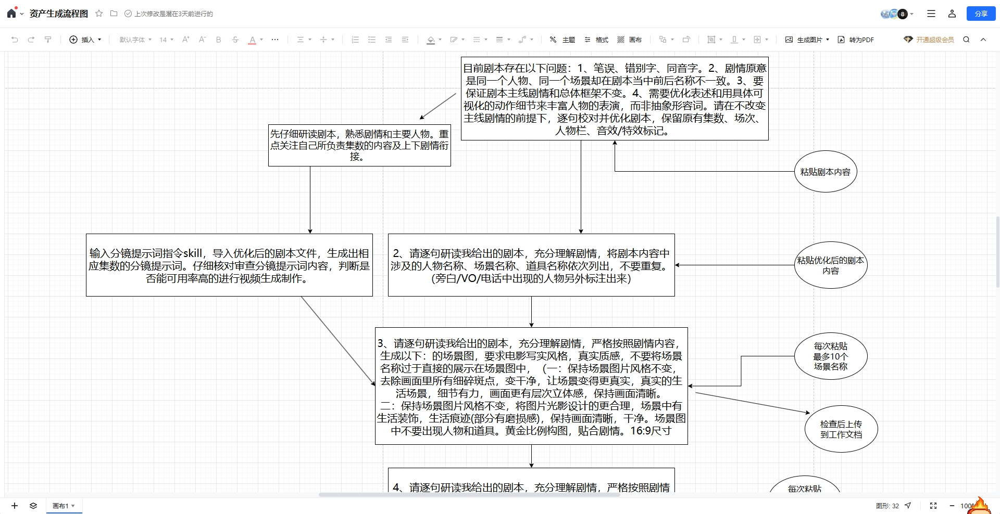 资产生成流程图
上次修改是灑在3天前进行的
8
分享
插入
默认字体
14
A+
A-
B
S
A
主题
格式
画布
生成图片
转为PDF
开通超级会员
目前剧本存在以下问题：1、笔误、错别字、同音字。2、剧情原意
是同一个人物、同一个场景却在剧本当中前后名称不一致。3、要
保证剧本主线剧情和总体框架不变。4、需要优化表述和用具体可
视化的动作细节来丰富人物的表演，而非抽象形容词。请在不改变
主线剧情的前提下，逐句校对并优化剧本，保留原有集数、场次、
人物栏、音效/特效标记。
先仔细研读剧本，熟悉剧情和主要人物。重
点关注自己所负责集数的内容及上下剧情衔
接。
粘贴剧本内容
输入分镜提示词指令skill，导入优化后的剧本文件，生成出相
应集数的分镜提示词。仔细核对审查分镜提示词内容，判断是
否能可用率高的进行视频生成制作。
2、请逐句研读我给出的剧本，充分理解剧情，将剧本内容中
涉及的人物名称、场景名称、道具名称依次列出，不要重复。
（旁白/VO/电话中出现的人物另外标注出来）
粘贴优化后的剧本
内容
3、请逐句研读我给出的剧本，充分理解剧情，严格按照剧情内容，
生成以下：的场景图，要求电影写实风格，真实质感，不要将场景
名称过于直接的展示在场景图中，（一：保持场景图片风格不变，
去除画面里所有细碎斑点，变干净，让场景变得更真实，真实的生
活场景，细节有力，画面更有层次立体感，保持画面清晰。
二：保持场景图片风格不变，将图片光影设计的更合理，场景中有
生活装饰，生活痕迹(部分有磨损感)，保持画面清晰，干净。场景图
中不要出现人物和道具。黄金比例构图，贴合剧情。16:9尺寸
每次粘贴
最多10个
场景名称
检查后上传
到工作文档
4、请逐句研读我给出的剧本，充分理解剧情，严格按照剧情
每次粘贴
画布1
图形: 32
100